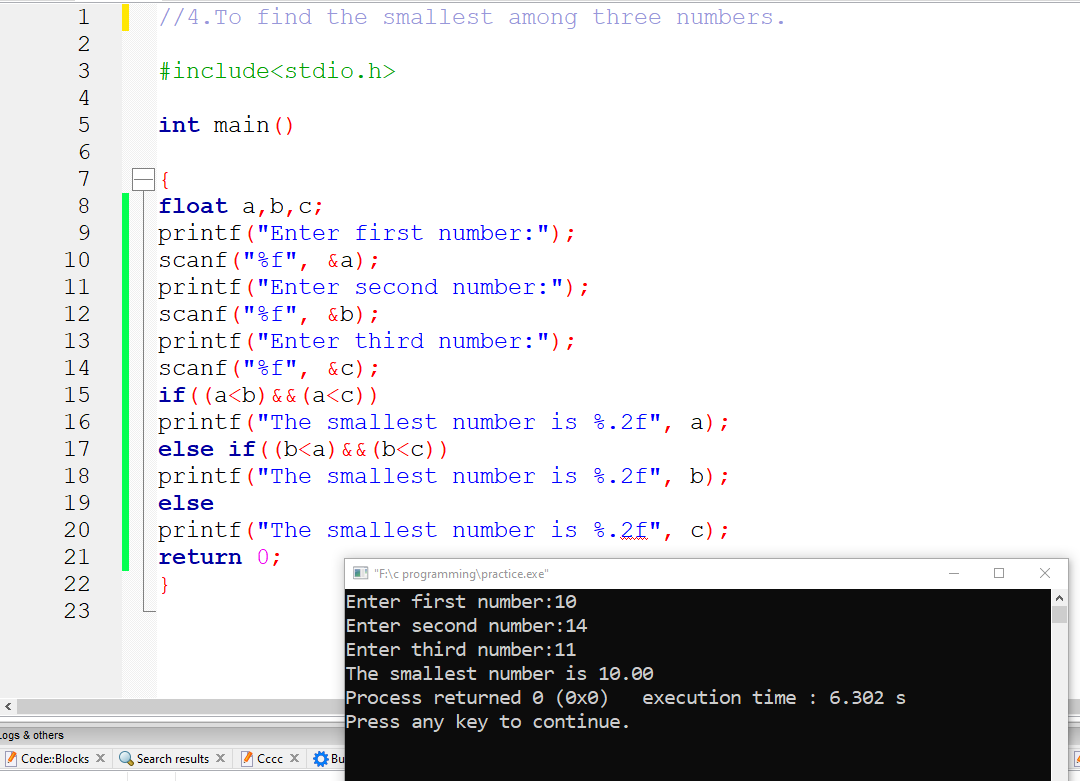 1 //4.To find the smallest among three numbers.
2
3 #include<stdio.h>
4
5 int main()
6
7 {
8 float a,b,c;
9 printf("Enter first number:");
10 scanf("%f", &a);
11 printf("Enter second number:");
12 scanf("%f", &b);
13 printf("Enter third number:");
14 scanf("%f", &c);
15 if((a<b)&&(a<c))
16 printf("The smallest number is %.2f", a);
17 else if((b<a)&&(b<c))
18 printf("The smallest number is %.2f", b);
19 else
20 printf("The smallest number is %.2f", c);
21 return 0;
22 }
23
"F:\c programming\practice.exe"
Enter first number:10
Enter second number:14
Enter third number:11
The smallest number is 10.00
Process returned 0 (0x0)   execution time : 6.302 s
Press any key to continue.
ogs & others
Code::Blocks Search results Cccc Bu